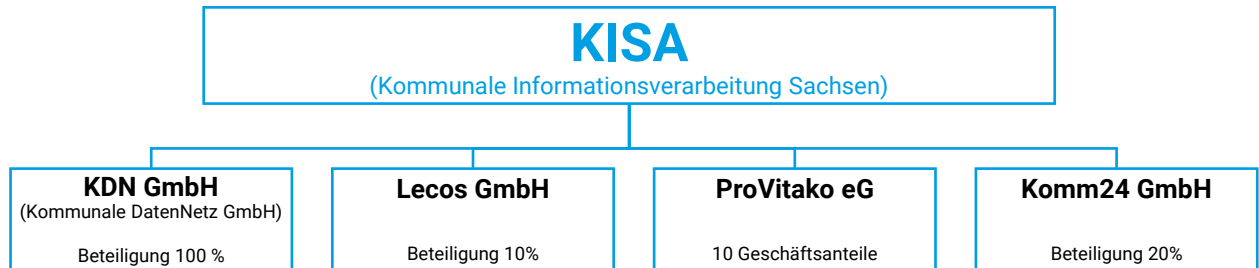 KISA
(Kommunale Informationsverarbeitung Sachsen)
KDN GmbH
(Kommunale DatenNetz GmbH)
Beteiligung 100 %
Lecos GmbH
Beteiligung 10%
ProVitako eG
10 Geschäftsanteile
Komm24 GmbH
Beteiligung 20%